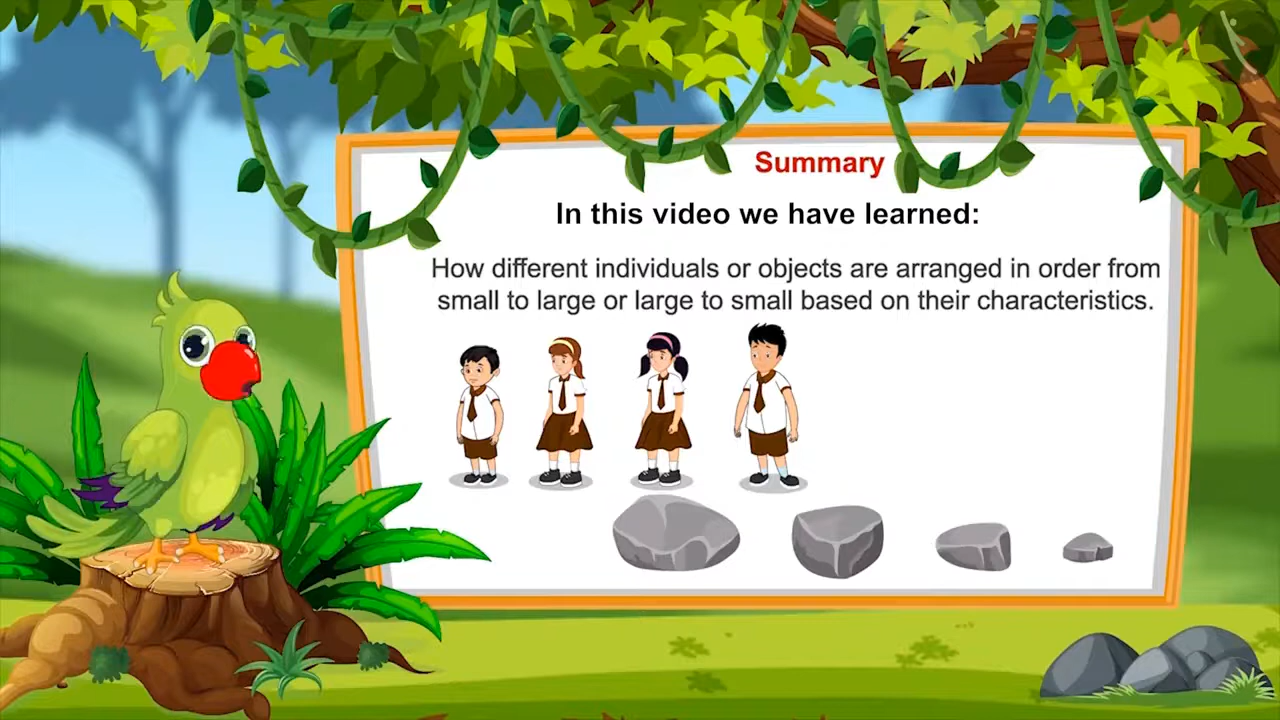 Summary
In this video we have learned:
How different individuals or objects are arranged in order from
small to large or large to small based on their characteristics.